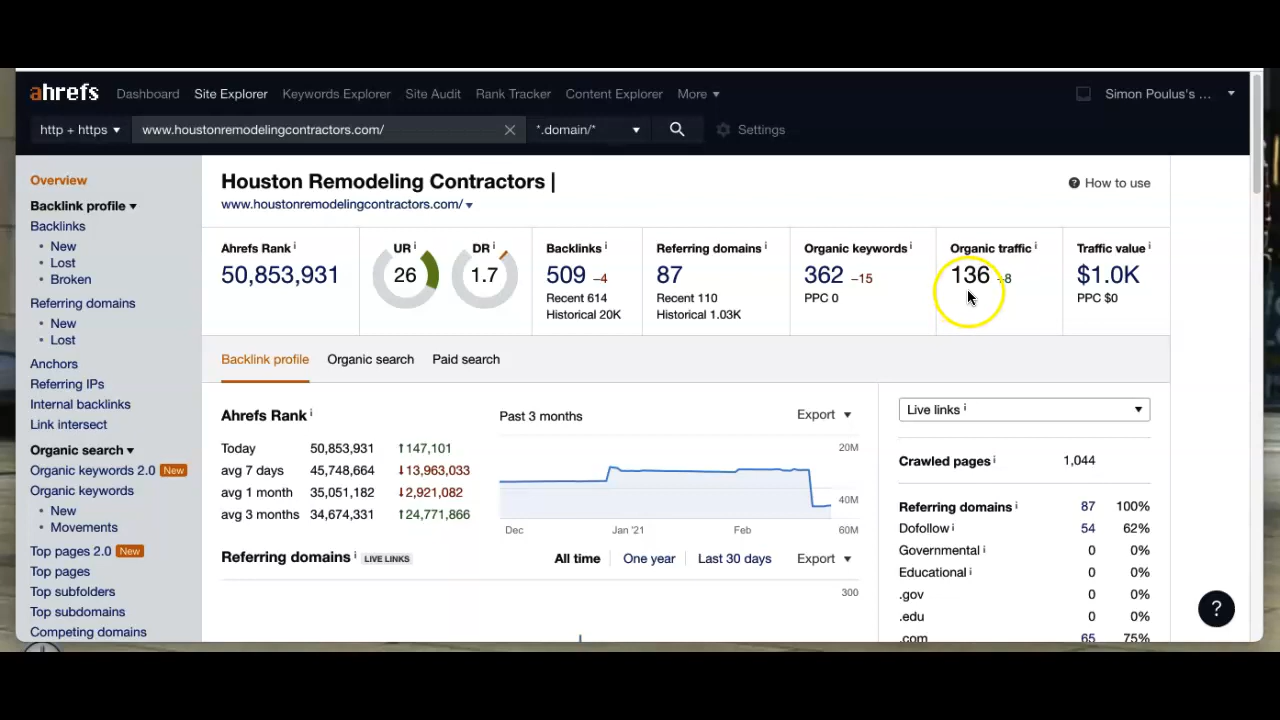 ahrefs Dashboard Site Explorer Keywords Explorer Site Audit Rank Tracker Content Explorer More Simon Poulus's ...
http + https www.houstonremodelingcontractors.com/ *.domain/* Settings
Overview
Backlink profile
Backlinks
New
Lost
Broken
Referring domains
New
Lost
Anchors
Referring IPs
Internal backlinks
Link intersect
Organic search
Organic keywords 2.0 New
Organic keywords
New
Movements
Top pages 2.0 New
Top pages
Top subfolders
Top subdomains
Competing domains
Houston Remodeling Contractors |
How to use
www.houstonremodelingcontractors.com/
Ahrefs Rank i
50,853,931
UR i
26
DR i
1.7
Backlinks i
509 –4
Recent 614
Historical 20K
Referring domains i
87
Recent 110
Historical 1.03K
Organic keywords i
362 –15
PPC 0
Organic traffic i
136 –8
Traffic value i
$1.0K
PPC $0
Backlink profile Organic search Paid search
Ahrefs Rank i
Today 50,853,931 ↑147,101
avg 7 days 45,748,664 ↓13,963,033
avg 1 month 35,051,182 ↓2,921,082
avg 3 months 34,674,331 ↑24,771,866
Past 3 months Export
20M
40M
60M
Dec Jan '21 Feb
Referring domains i LIVE LINKS All time One year Last 30 days Export
300
Live links i
Crawled pages i 1,044
Referring domains i 87 100%
Dofollow i 54 62%
Governmental i 0 0%
Educational i 0 0%
.gov 0 0%
.edu 0 0%
.com 65 75%
?